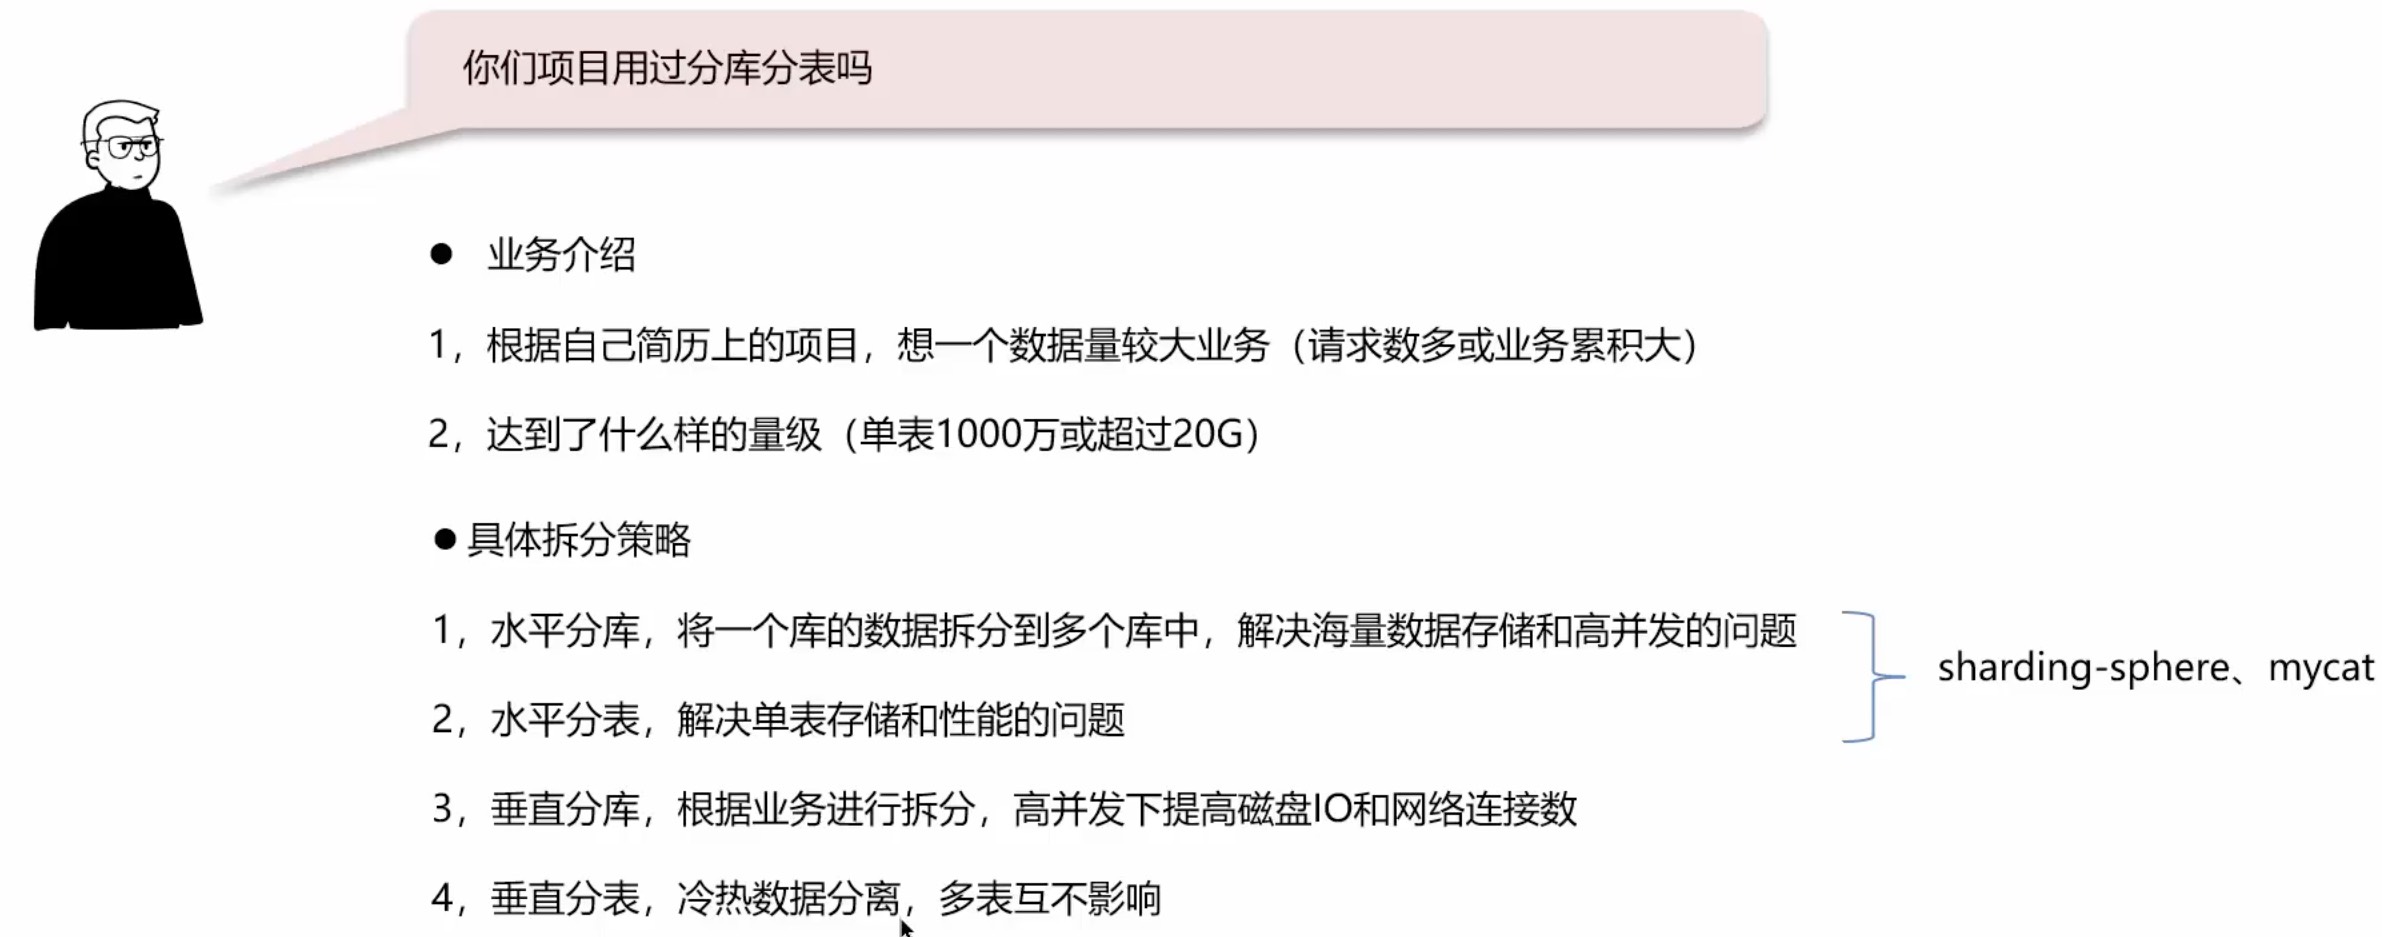 你们项目用过分库分表吗
● 业务介绍
1，根据自己简历上的项目，想一个数据量较大业务（请求数多或业务累积大）
2，达到了什么样的量级（单表1000万或超过20G）
● 具体拆分策略
1，水平分库，将一个库的数据拆分到多个库中，解决海量数据存储和高并发的问题
2，水平分表，解决单表存储和性能的问题
sharding-sphere、mycat
3，垂直分库，根据业务进行拆分，高并发下提高磁盘IO和网络连接数
4，垂直分表，冷热数据分离，多表互不影响